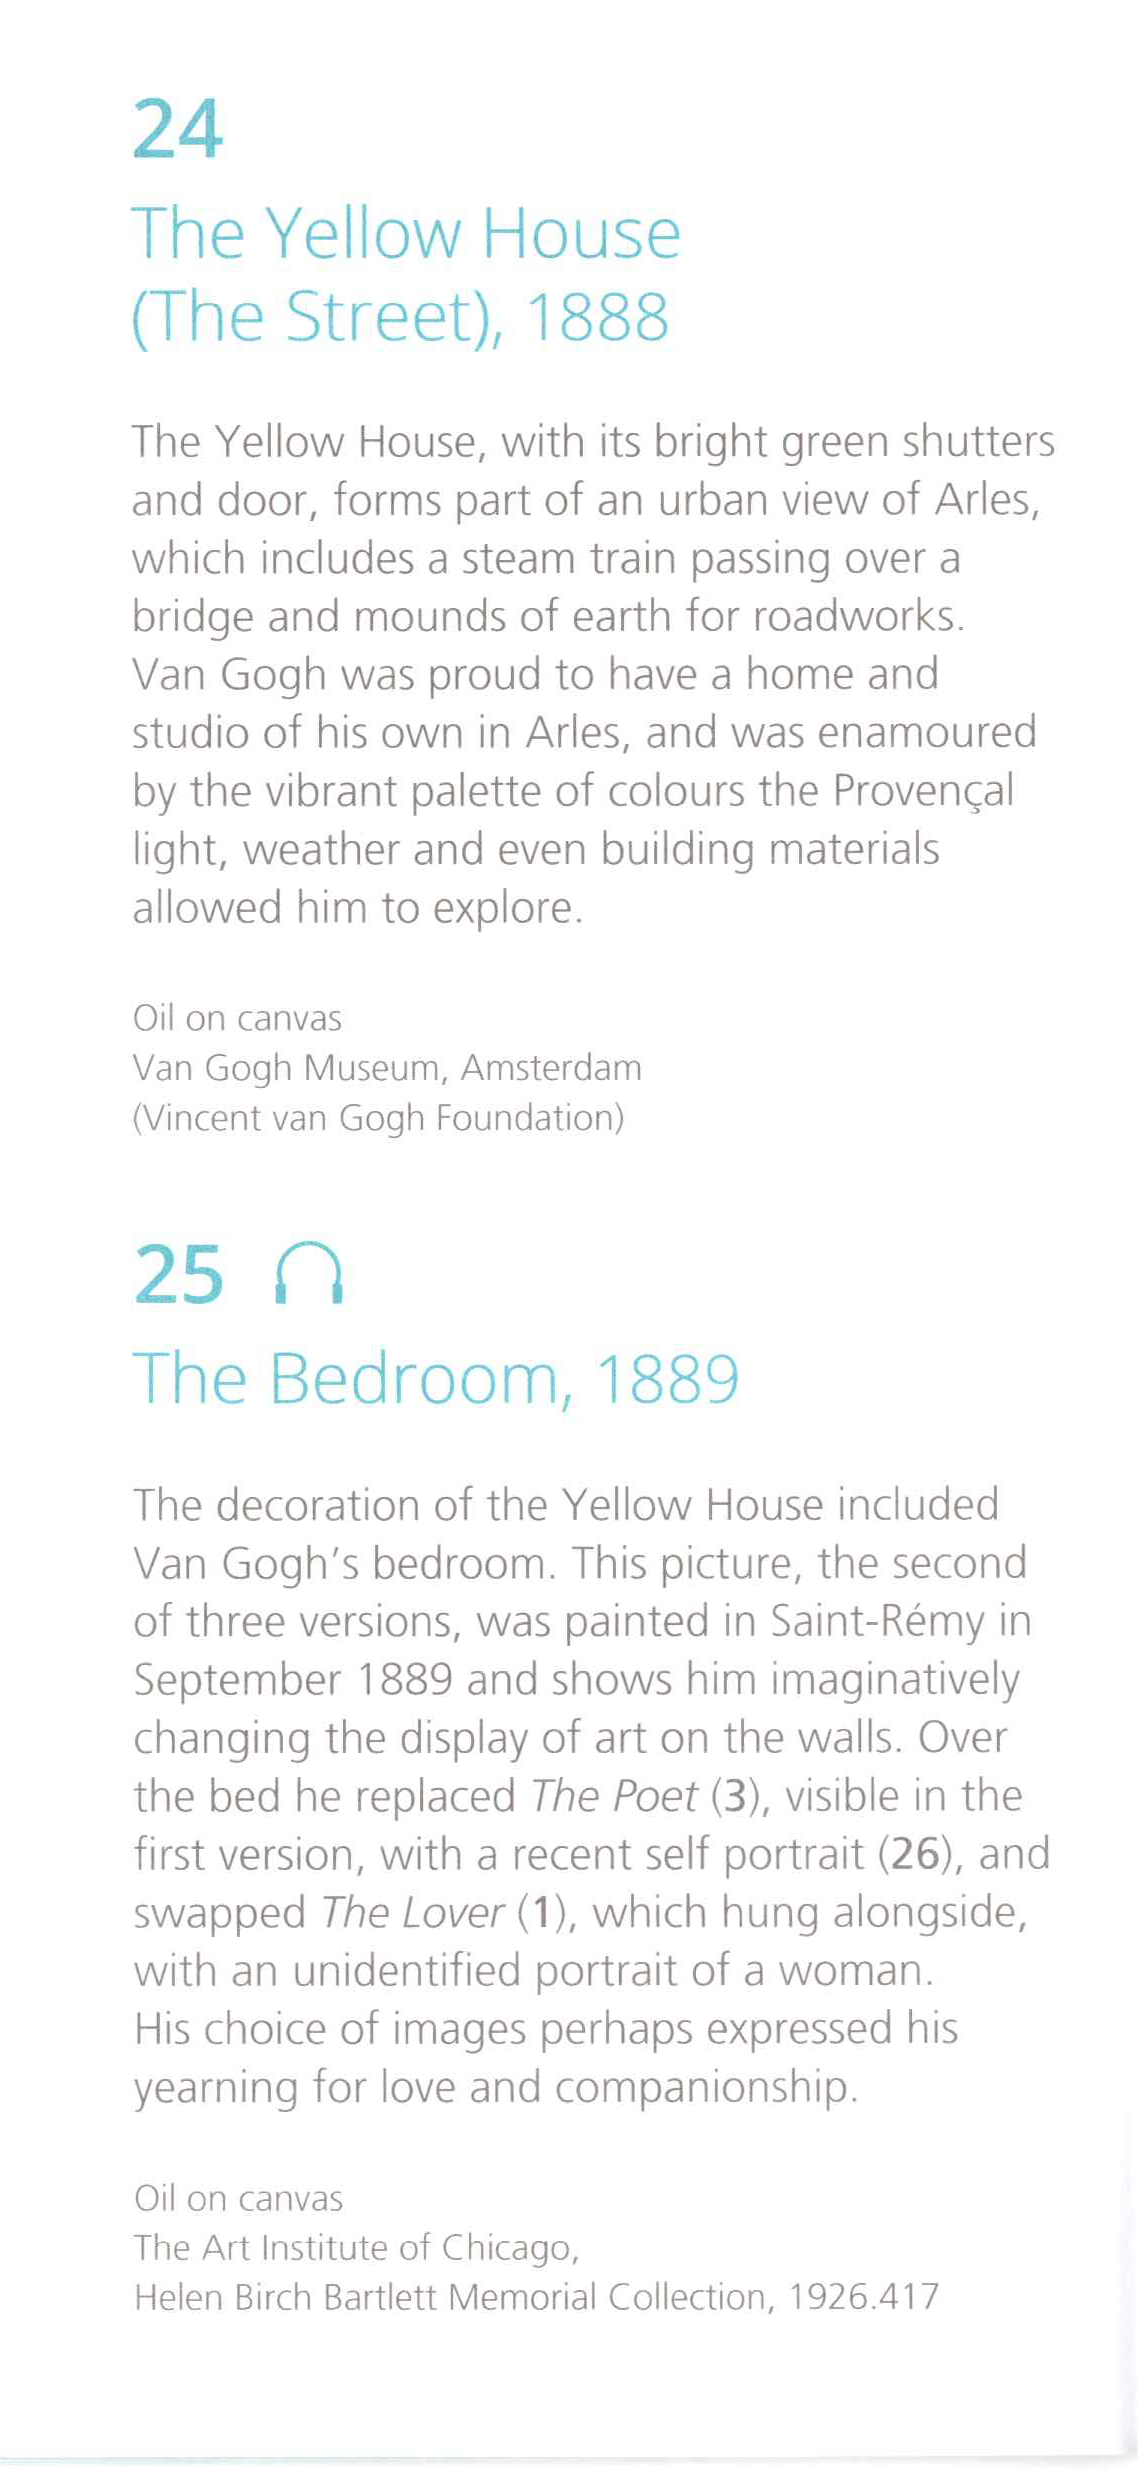 24
The Yellow House
(The Street), 1888
The Yellow House, with its bright green shutters
and door, forms part of an urban view of Arles,
which includes a steam train passing over a
bridge and mounds of earth for roadworks.
Van Gogh was proud to have a home and
studio of his own in Arles, and was enamoured
by the vibrant palette of colours the Provençal
light, weather and even building materials
allowed him to explore.
Oil on canvas
Van Gogh Museum, Amsterdam
(Vincent van Gogh Foundation)
25
The Bedroom, 1889
The decoration of the Yellow House included
Van Gogh's bedroom. This picture, the second
of three versions, was painted in Saint-Rémy in
September 1889 and shows him imaginatively
changing the display of art on the walls. Over
the bed he replaced The Poet (3), visible in the
first version, with a recent self portrait (26), and
swapped The Lover (1), which hung alongside,
with an unidentified portrait of a woman.
His choice of images perhaps expressed his
yearning for love and companionship.
Oil on canvas
The Art Institute of Chicago,
Helen Birch Bartlett Memorial Collection, 1926.417